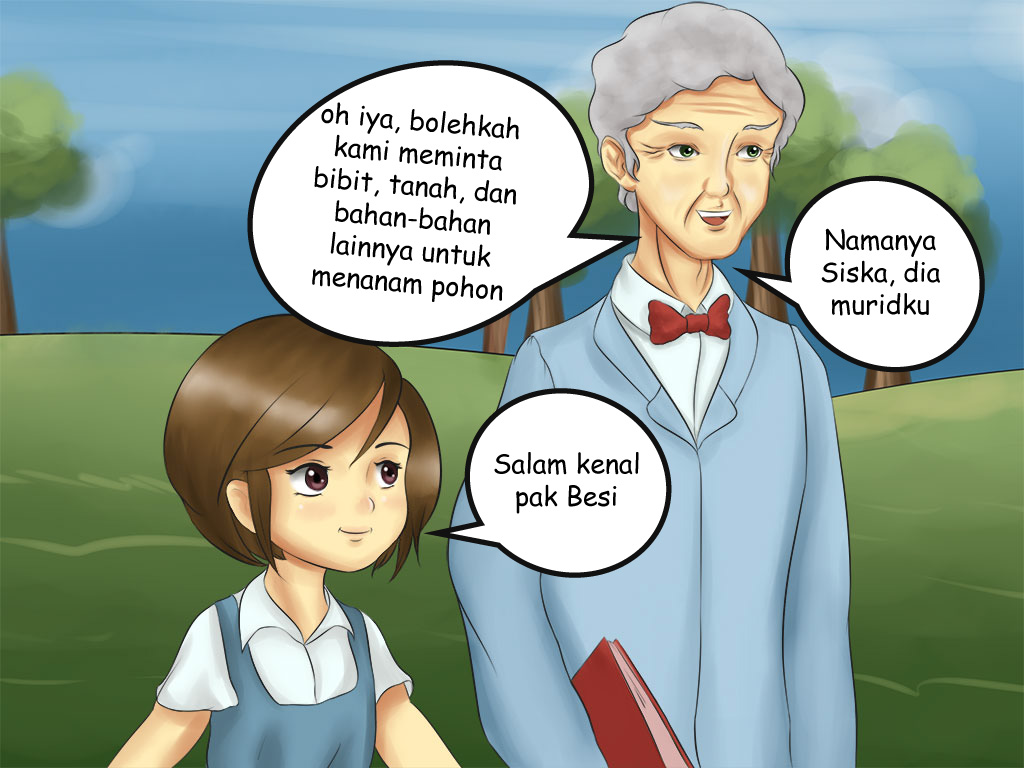 oh iya, bolehkah
kami meminta
bibit, tanah, dan
bahan-bahan
lainnya untuk
menanam pohon
Namanya
Siska, dia
muridku
Salam kenal
pak Besi